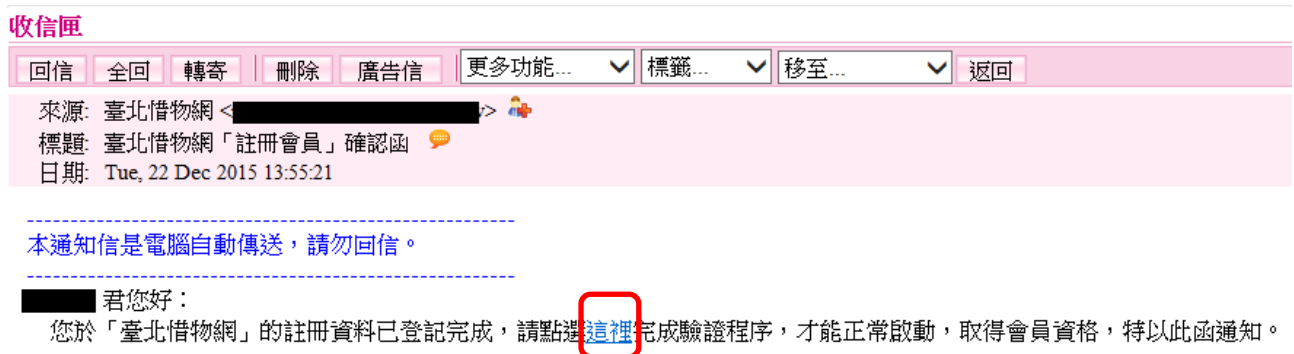 收信匣
回信 全回 轉寄 刪除 廣告信 更多功能... 標籤... 移至... 返回
來源: 臺北惜物網 < >
標題: 臺北惜物網「註冊會員」確認函
日期: Tue, 22 Dec 2015 13:55:21
--------------------------------------------------------
本通知信是電腦自動傳送，請勿回信。
--------------------------------------------------------
君您好：
您於「臺北惜物網」的註冊資料已登記完成，請點選這裡完成驗證程序，才能正常啟動，取得會員資格，特以此函通知。